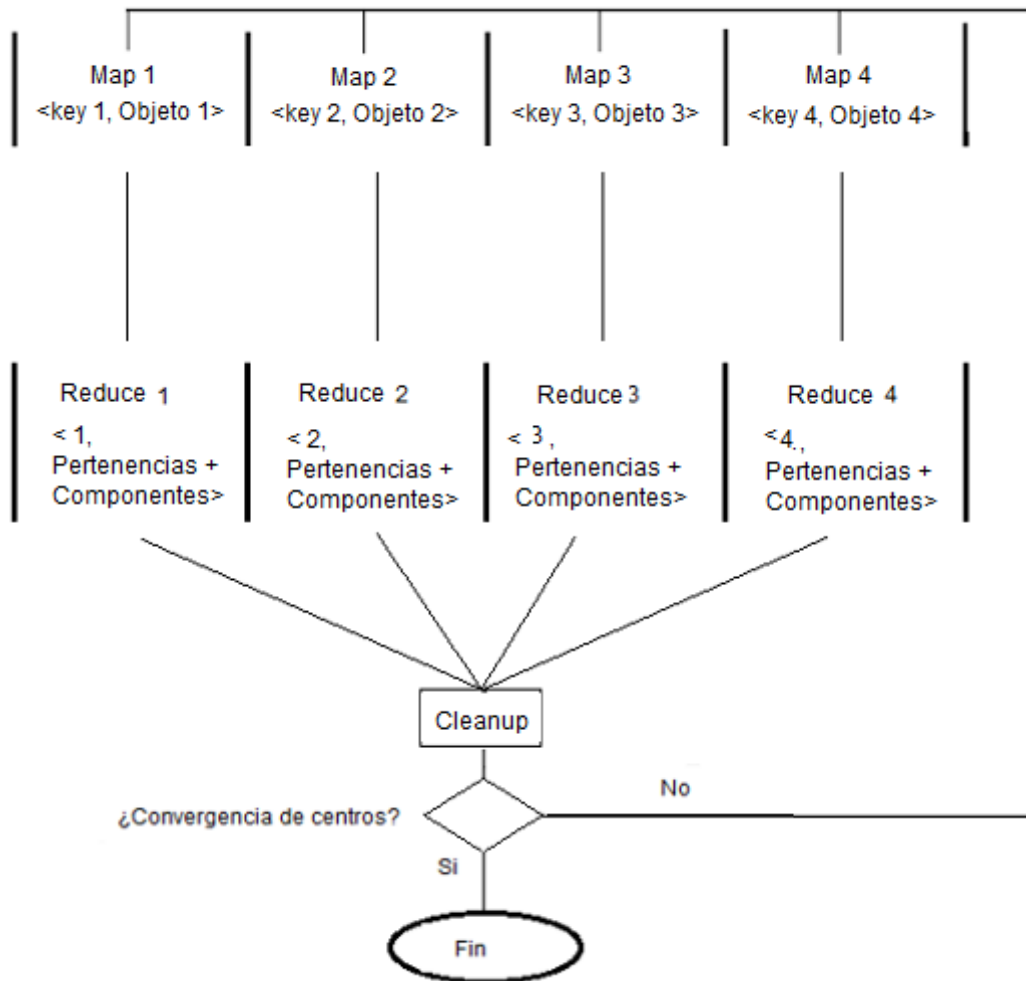 Map 1
<key 1, Objeto 1>
Map 2
<key 2, Objeto 2>
Map 3
<key 3, Objeto 3>
Map 4
<key 4, Objeto 4>
Reduce 1
< 1,
Pertenencias +
Componentes>
Reduce 2
< 2,
Pertenencias +
Componentes>
Reduce 3
< 3 ,
Pertenencias +
Componentes>
Reduce 4
<4.,
Pertenencias +
Componentes>
Cleanup
¿Convergencia de centros?
No
Si
Fin